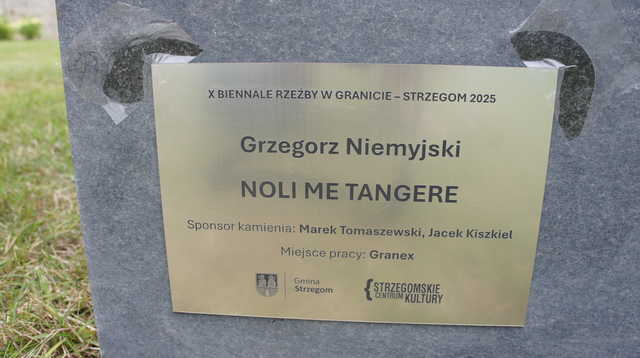 X BIENNALE RZEŹBY W GRANICIE – STRZEGOM 2025
Grzegorz Niemyjski
NOLI ME TANGERE
Sponsor kamienia: Marek Tomaszewski, Jacek Kiszkiel
Miejsce pracy: Granex
Gmina
Strzegom
STRZEGOMSKIE
CENTRUM KULTURY